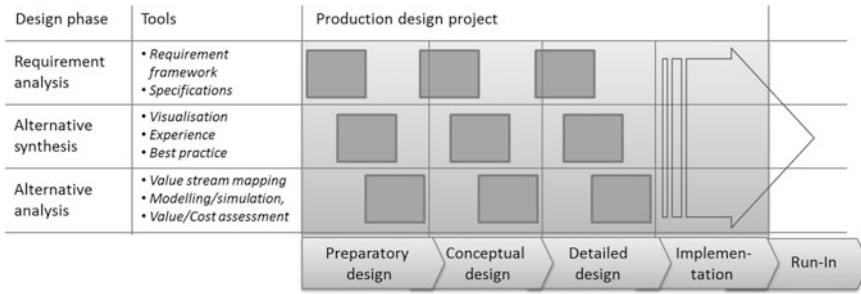 Design phase
Tools
Production design project
Requirement
analysis
• Requirement
framework
• Specifications
Alternative
synthesis
• Visualisation
• Experience
• Best practice
Alternative
analysis
• Value stream mapping
• Modelling/simulation,
• Value/Cost assessment
Preparatory
design
Conceptual
design
Detailed
design
Implemen-
tation
Run-In